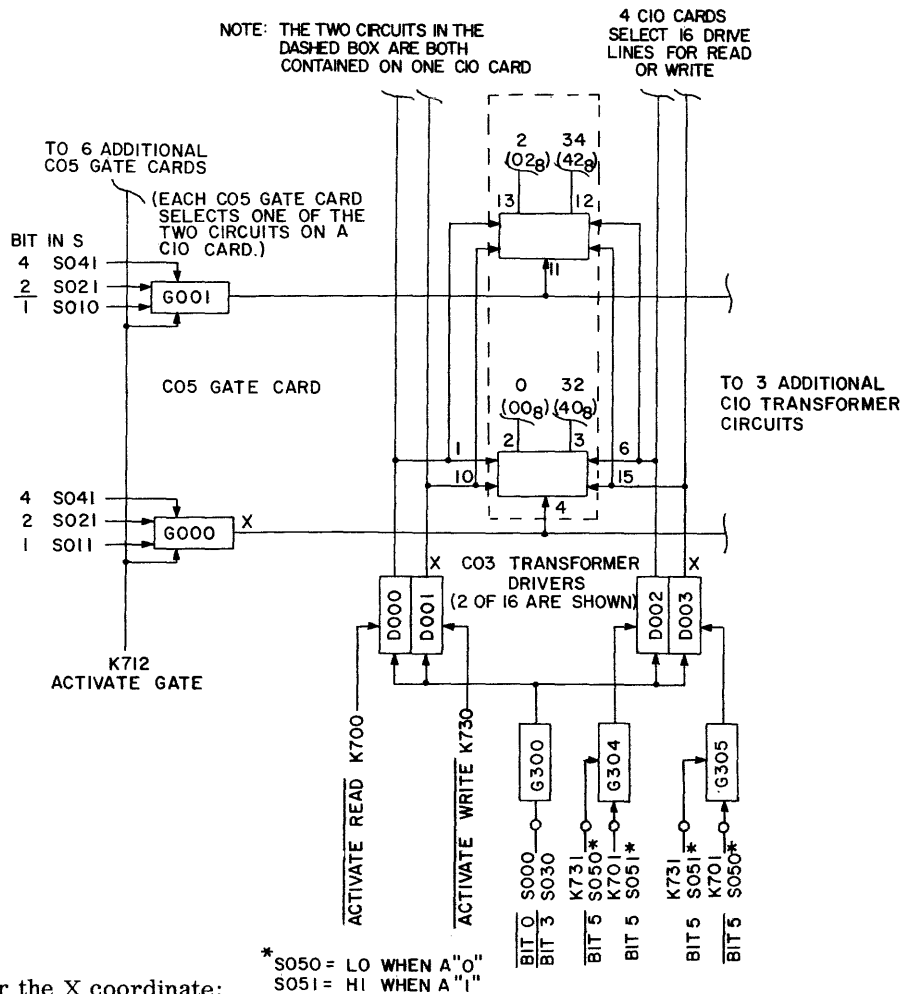 NOTE: THE TWO CIRCUITS IN THE
DASHED BOX ARE BOTH
CONTAINED ON ONE C10 CARD
4 C10 CARDS
SELECT 16 DRIVE
LINES FOR READ
OR WRITE
TO 6 ADDITIONAL
C05 GATE CARDS
(EACH C05 GATE CARD
SELECTS ONE OF THE
TWO CIRCUITS ON A
C10 CARD.)
2 34
(02₈) (42₈)
13 12
11
BIT IN S
4 S041
2 S021
1 S010
G001
C05 GATE CARD
0 32
(00₈) (40₈)
TO 3 ADDITIONAL
C10 TRANSFORMER
CIRCUITS
1 2 3 6
10 15
4
4 S041
2 S021
1 S011
G000 X
C03 TRANSFORMER
DRIVERS
(2 OF 16 ARE SHOWN)
X X
D000 D001 D002 D003
K712
ACTIVATE GATE
G300 G304 G305
ACTIVATE READ K700
ACTIVATE WRITE K730
BIT 0 S000
BIT 3 S030
K731
BIT 5 S050*
K701
BIT 5 S051*
K731
BIT 5 S051*
K701
BIT 5 S050*
*S050 = LO WHEN A "0"
S051 = HI WHEN A "1"
r the X coordinate: